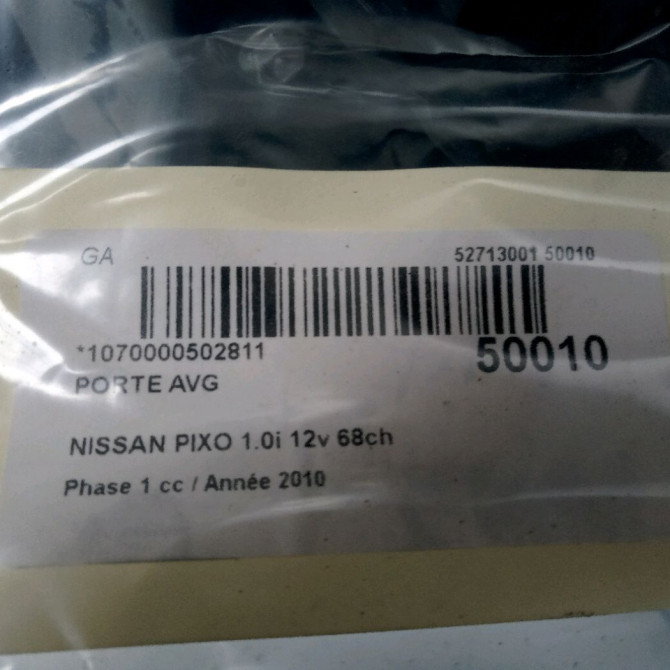 GA 52713001 50010
*1070000502811 50010
PORTE AVG
NISSAN PIXO 1.0i 12v 68ch
Phase 1 cc / Année 2010